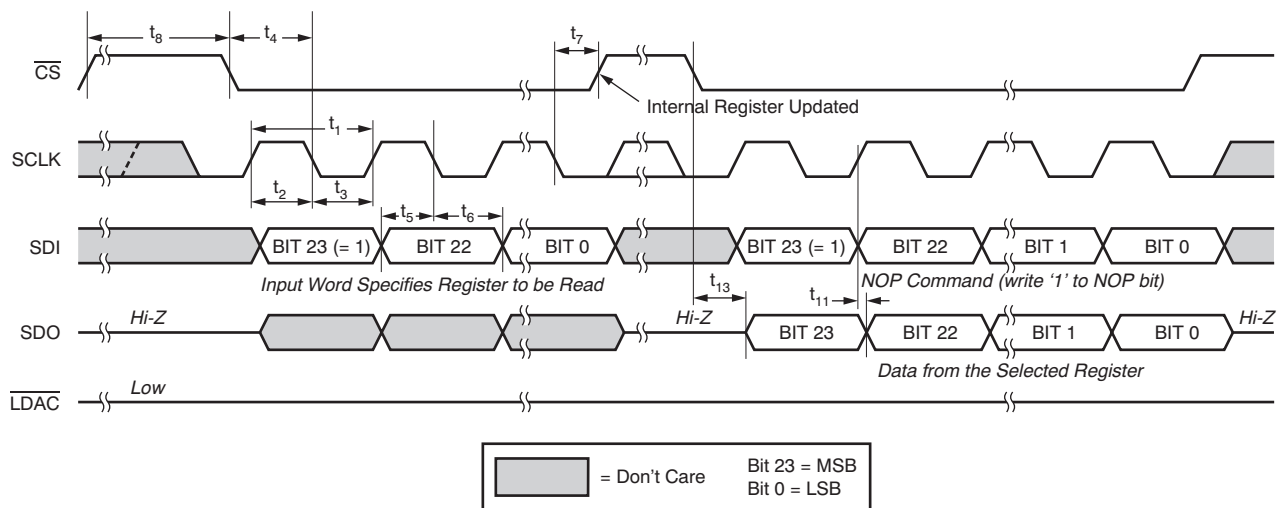 t8
t4
t7
CS
Internal Register Updated
t1
SCLK
t2
t3
t5
t6
SDI
BIT 23 (= 1)
BIT 22
BIT 0
BIT 23 (= 1)
BIT 22
BIT 1
BIT 0
Input Word Specifies Register to be Read
t13
t11
NOP Command (write ‘1’ to NOP bit)
SDO
Hi-Z
Hi-Z
BIT 23
BIT 22
BIT 1
BIT 0
Hi-Z
Data from the Selected Register
LDAC
Low
= Don't Care
Bit 23 = MSB
Bit 0 = LSB